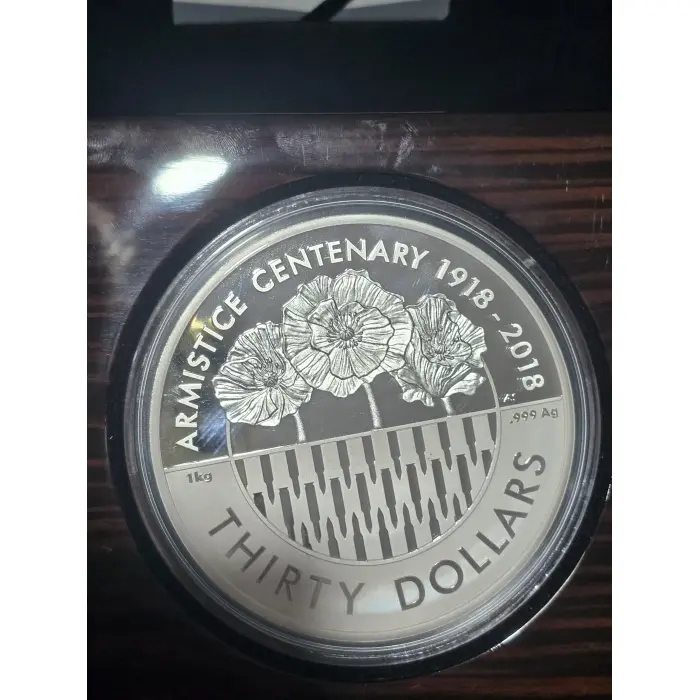 ARMISTICE CENTENARY 1918 - 2018
1kg
.999 Ag
THIRTY DOLLARS